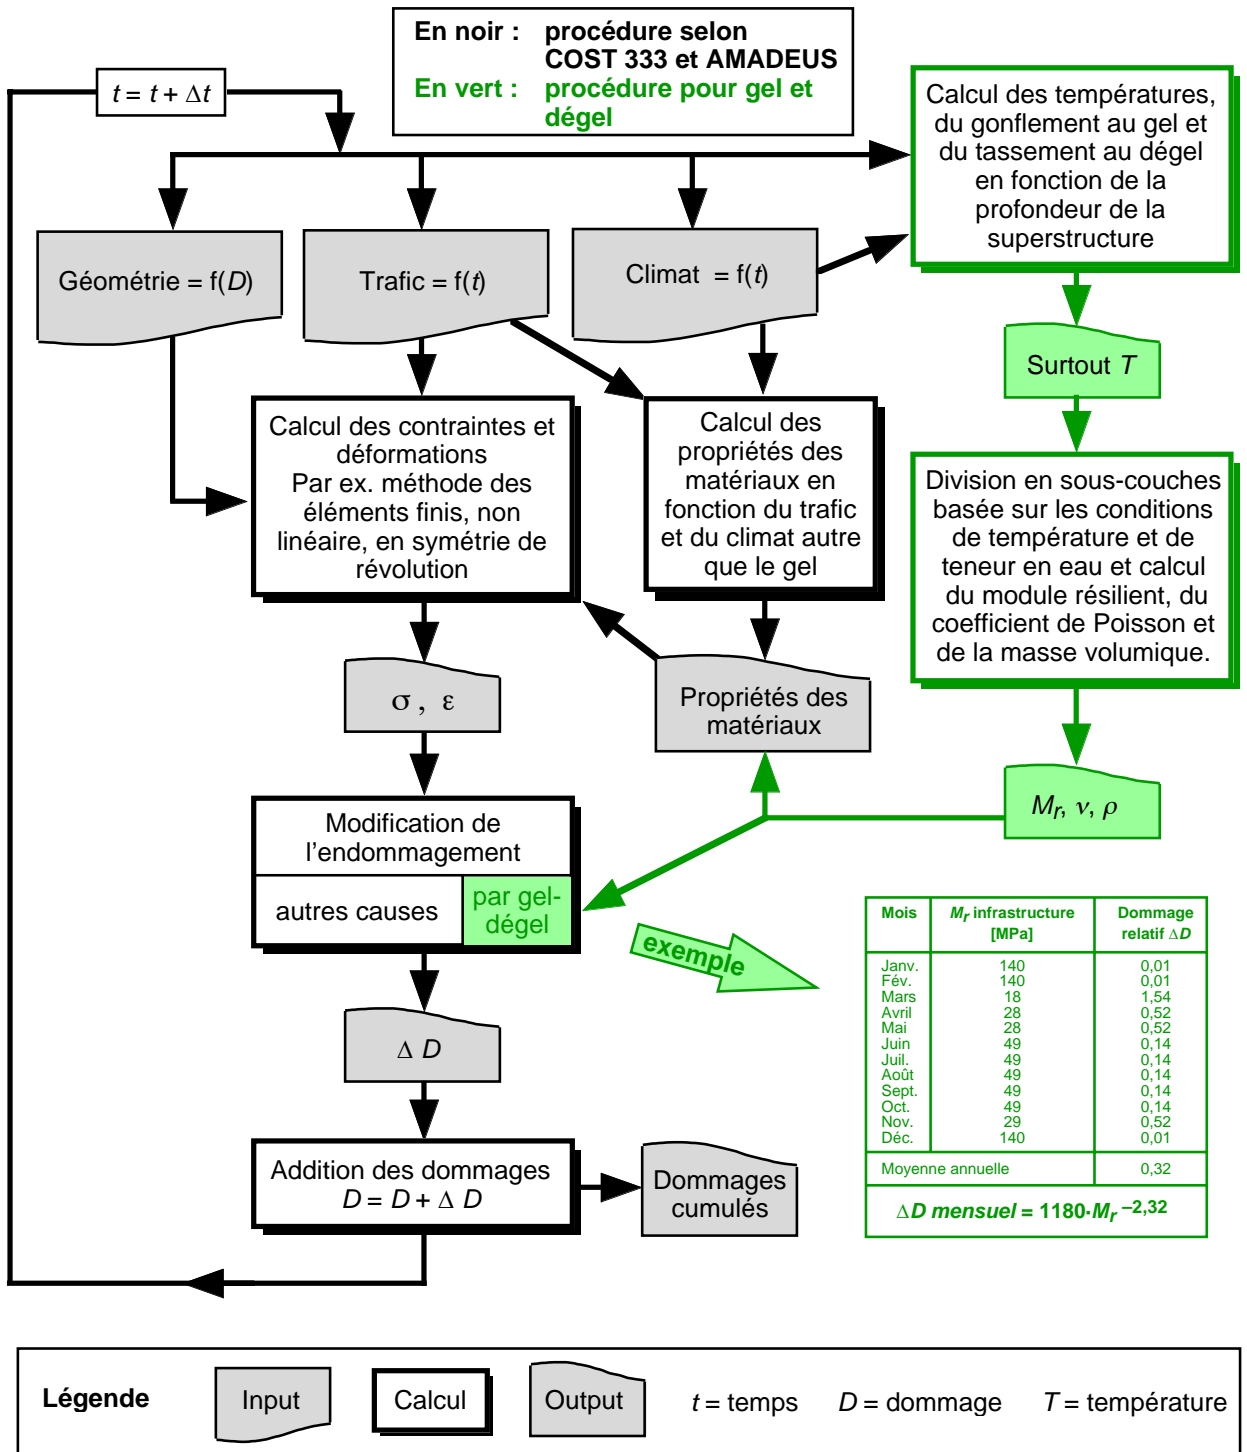 En noir : procédure selon
COST 333 et AMADEUS
En vert : procédure pour gel et
dégel
t = t + Δt
Calcul des températures,
du gonflement au gel et
du tassement au dégel
en fonction de la
profondeur de la
superstructure
Géométrie = f(D)
Trafic = f(t)
Climat = f(t)
Surtout T
Calcul des contraintes et
déformations
Par ex. méthode des
éléments finis, non
linéaire, en symétrie de
révolution
Calcul des
propriétés des
matériaux en
fonction du trafic
et du climat autre
que le gel
Division en sous-couches
basée sur les conditions
de température et de
teneur en eau et calcul
du module résilient, du
coefficient de Poisson et
de la masse volumique.
σ , ε
Propriétés des
matériaux
Mr, ν, ρ
Modification de
l'endommagement
autres causes
par gel-
dégel
exemple
Mois Mr infrastructure Dommage
[MPa] relatif ΔD
Janv. 140 0,01
Fév. 140 0,01
Mars 18 1,54
Avril 28 0,52
Mai 28 0,52
Juin 49 0,14
Juil. 49 0,14
Août 49 0,14
Sept. 49 0,14
Oct. 49 0,14
Nov. 29 0,52
Déc. 140 0,01
Moyenne annuelle 0,32
ΔD mensuel = 1180·Mr –2,32
Δ D
Addition des dommages
D = D + Δ D
Dommages
cumulés
Légende Input Calcul Output t = temps D = dommage T = température